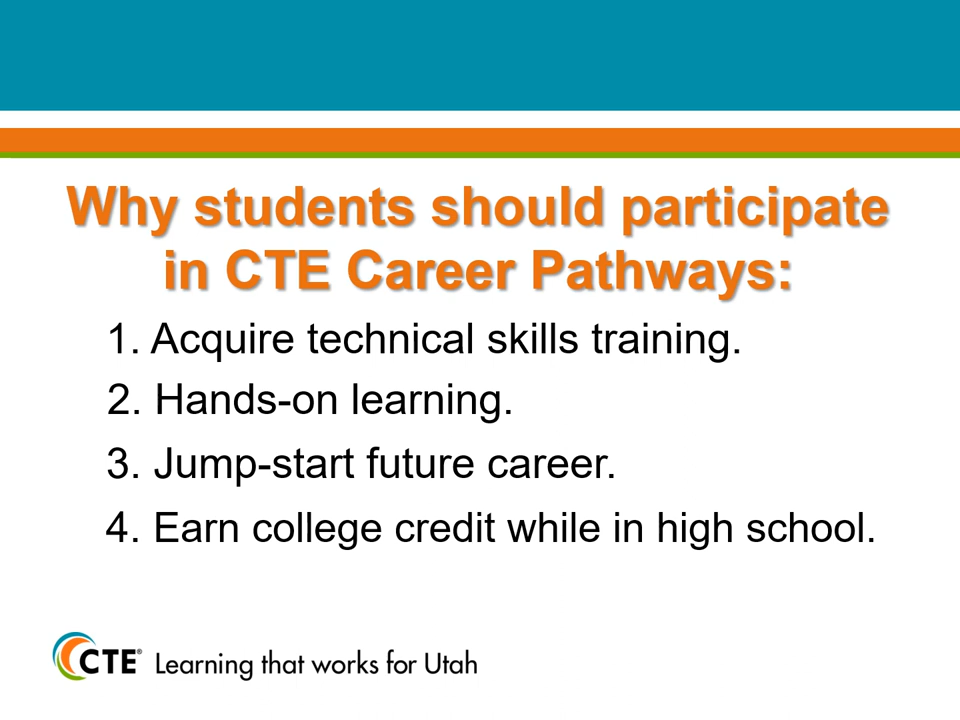 Why students should participate
in CTE Career Pathways:
1. Acquire technical skills training.
2. Hands-on learning.
3. Jump-start future career.
4. Earn college credit while in high school.
CTE® Learning that works for Utah